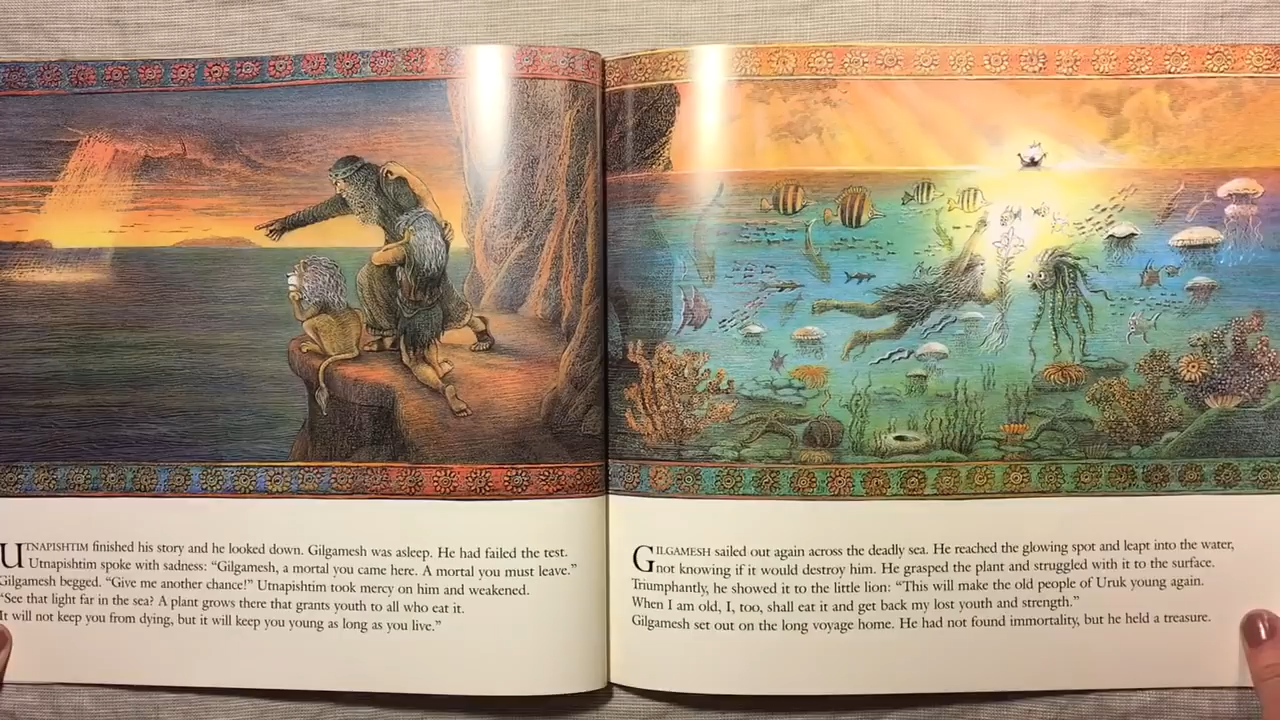 UTNAPISHTIM finished his story and he looked down. Gilgamesh was asleep. He had failed the test.
Utnapishtim spoke with sadness: “Gilgamesh, a mortal you came here. A mortal you must leave.”
Gilgamesh begged. “Give me another chance!” Utnapishtim took mercy on him and weakened.
“See that light far in the sea? A plant grows there that grants youth to all who eat it.
It will not keep you from dying, but it will keep you young as long as you live.”
GILGAMESH sailed out again across the deadly sea. He reached the glowing spot and leapt into the water,
not knowing if it would destroy him. He grasped the plant and struggled with it to the surface.
Triumphantly, he showed it to the little lion: “This will make the old people of Uruk young again.
When I am old, I, too, shall eat it and get back my lost youth and strength.”
Gilgamesh set out on the long voyage home. He had not found immortality, but he held a treasure.